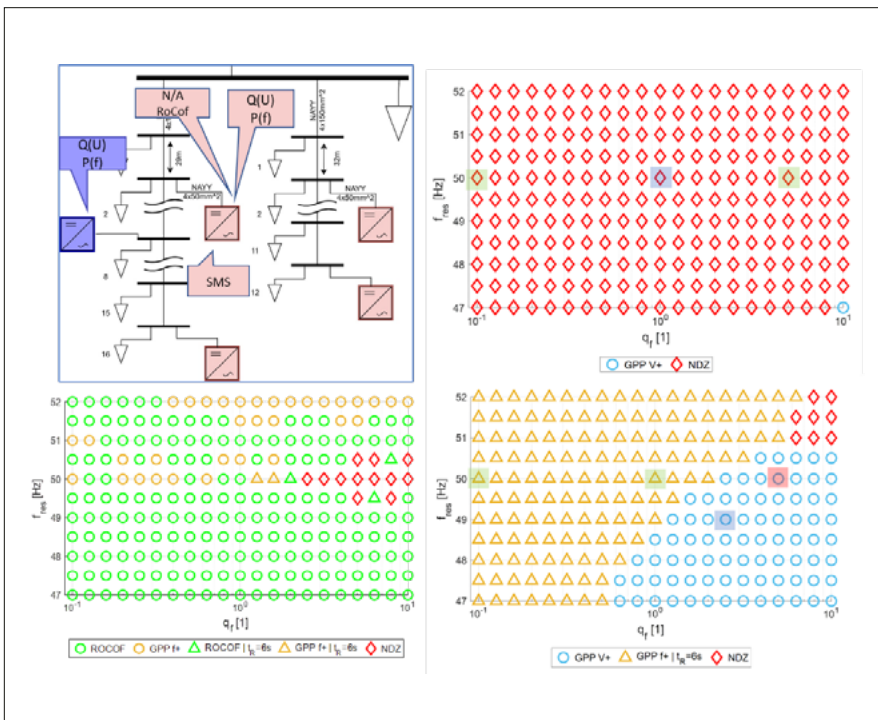 N/A
RoCof
Q(U)
P(f)
Q(U)
P(f)
NAYY
4x150mm^2
28m
32m
1
NAYY
4x50mm^2
NAYY
2
2
8
11
SMS
12
15
16
52
51
50
49
48
47
f_res [Hz]
10^-1
10^0
10^1
q_f [1]
GPP V+
NDZ
52
51
50
49
48
47
f_res [Hz]
10^-1
10^0
10^1
q_f [1]
ROCOF
GPP f+
ROCOF | t_R=6s
GPP f+ | t_R=6s
NDZ
52
51
50
49
48
47
f_res [Hz]
10^-1
10^0
10^1
q_f [1]
GPP V+
GPP f+ | t_R=6s
NDZ